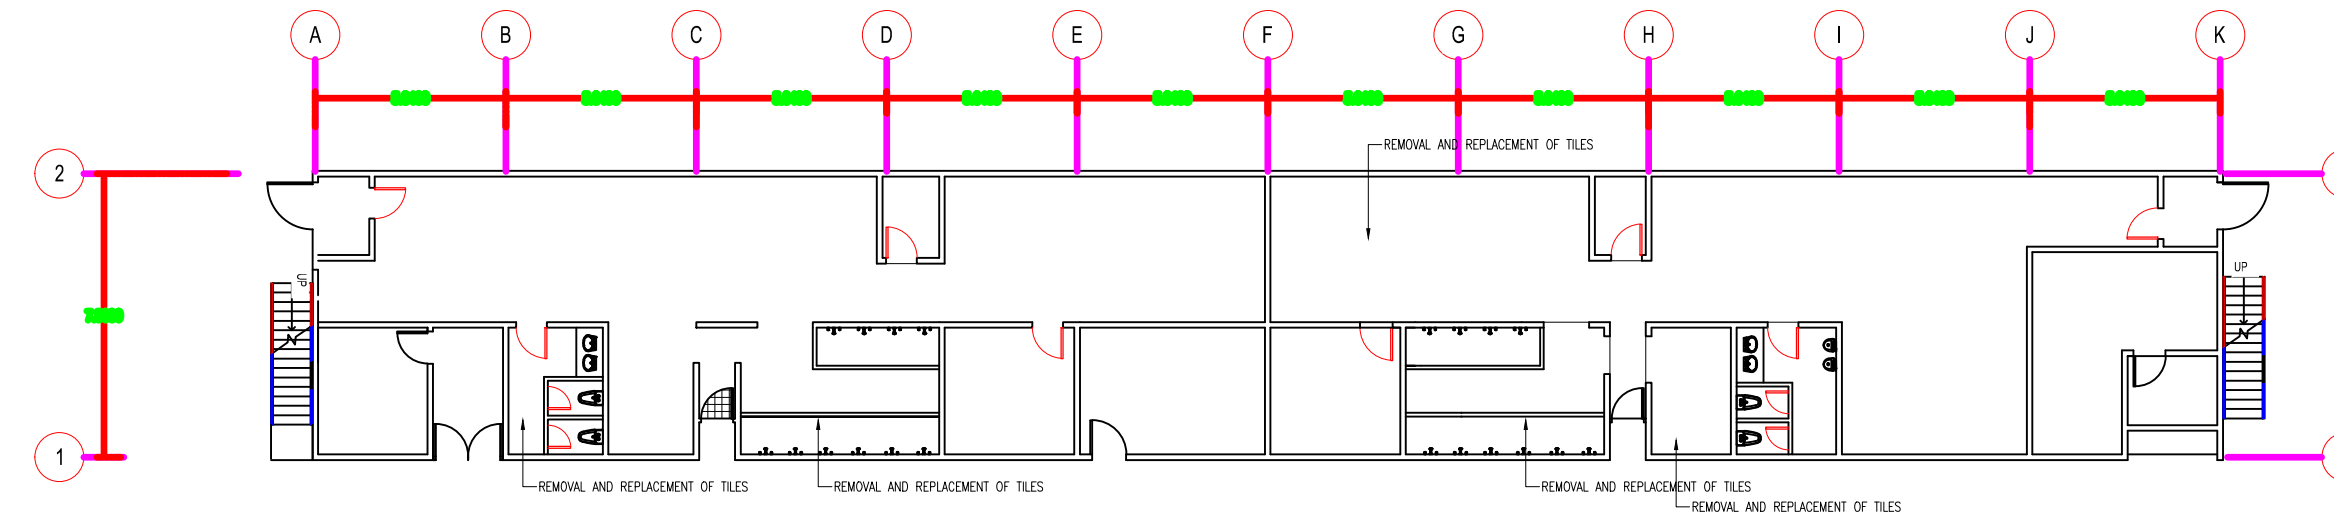 A B C D E F G H I J K
REMOVAL AND REPLACEMENT OF TILES
2
UP
UP
1
REMOVAL AND REPLACEMENT OF TILES
REMOVAL AND REPLACEMENT OF TILES
REMOVAL AND REPLACEMENT OF TILES
REMOVAL AND REPLACEMENT OF TILES